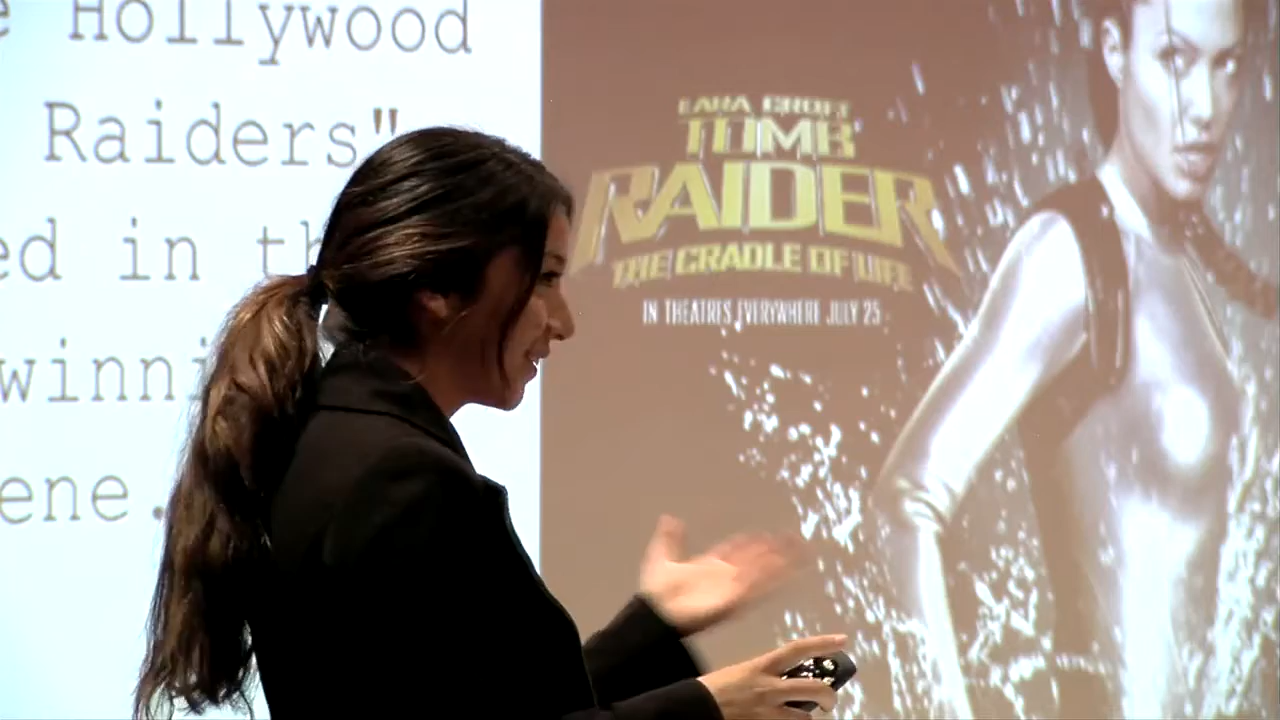 e Hollywood
Raiders"
ed in th
winni
ene.
LARA CROFT
TOMB
RAIDER
THE CRADLE OF LIFE
IN THEATRES EVERYWHERE JULY 25